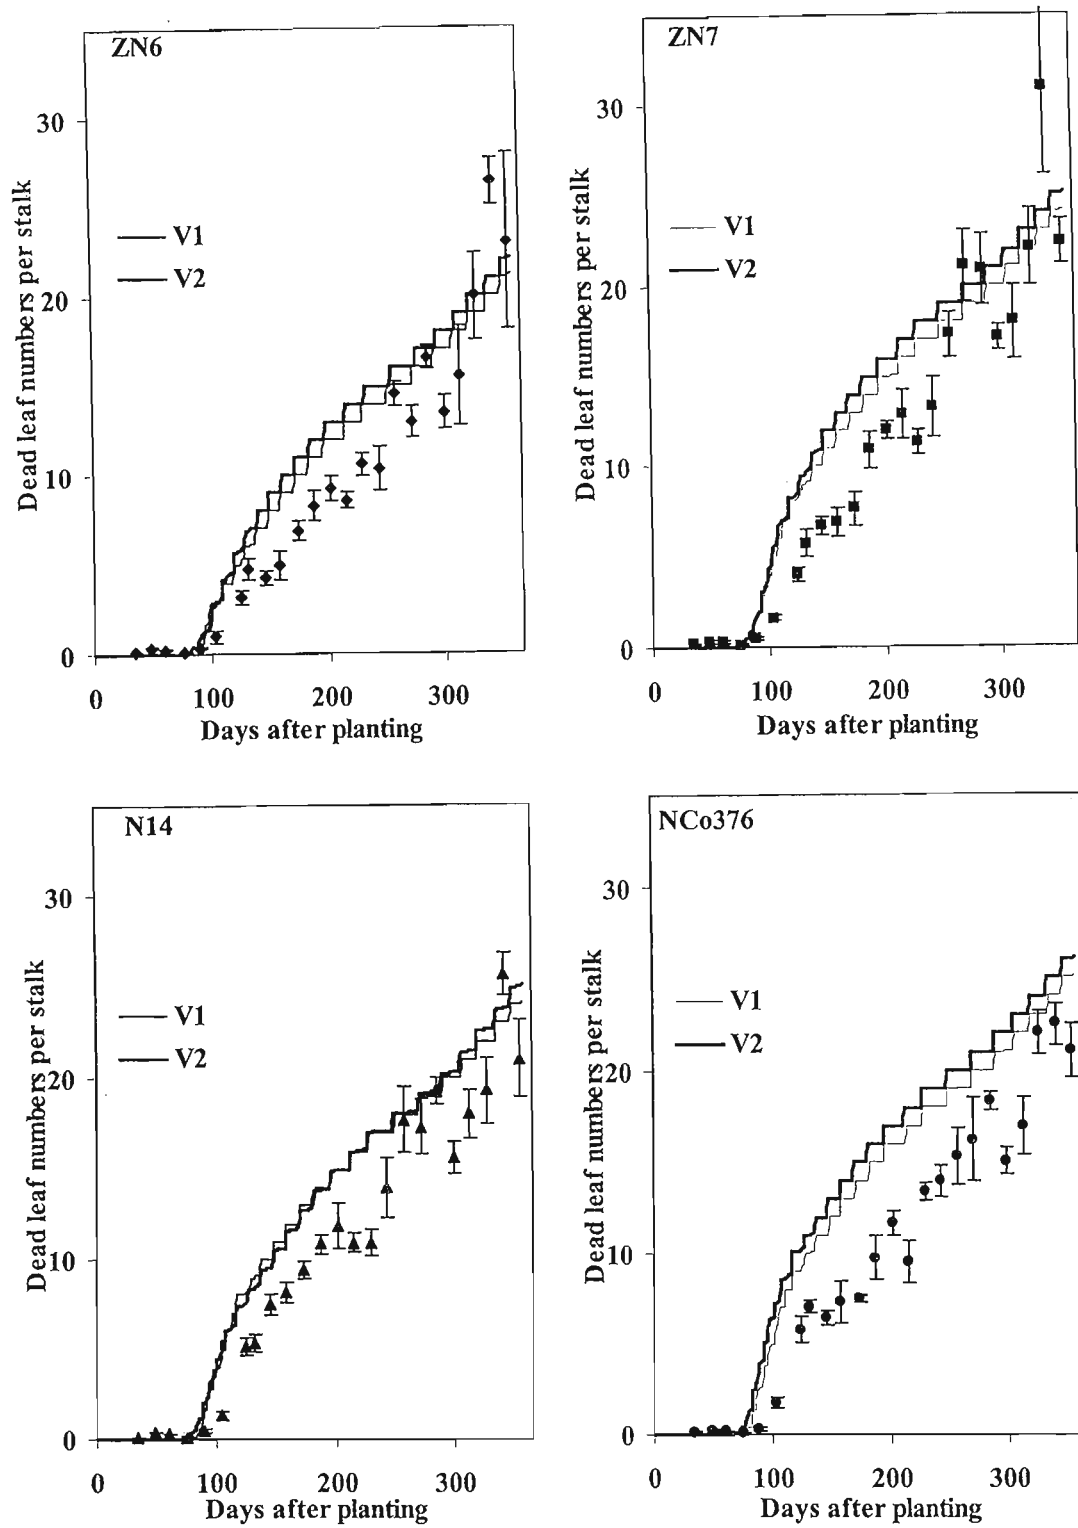 ZN6
30
20
10
0
V1
V2
Dead leaf numbers per stalk
0 100 200 300
Days after planting
ZN7
30
20
10
0
V1
V2
Dead leaf numbers per stalk
0 100 200 300
Days after planting
N14
30
20
10
0
V1
V2
Dead leaf numbers per stalk
0 100 200 300
Days after planting
NCo376
30
20
10
0
V1
V2
Dead leaf numbers per stalk
0 100 200 300
Days after planting